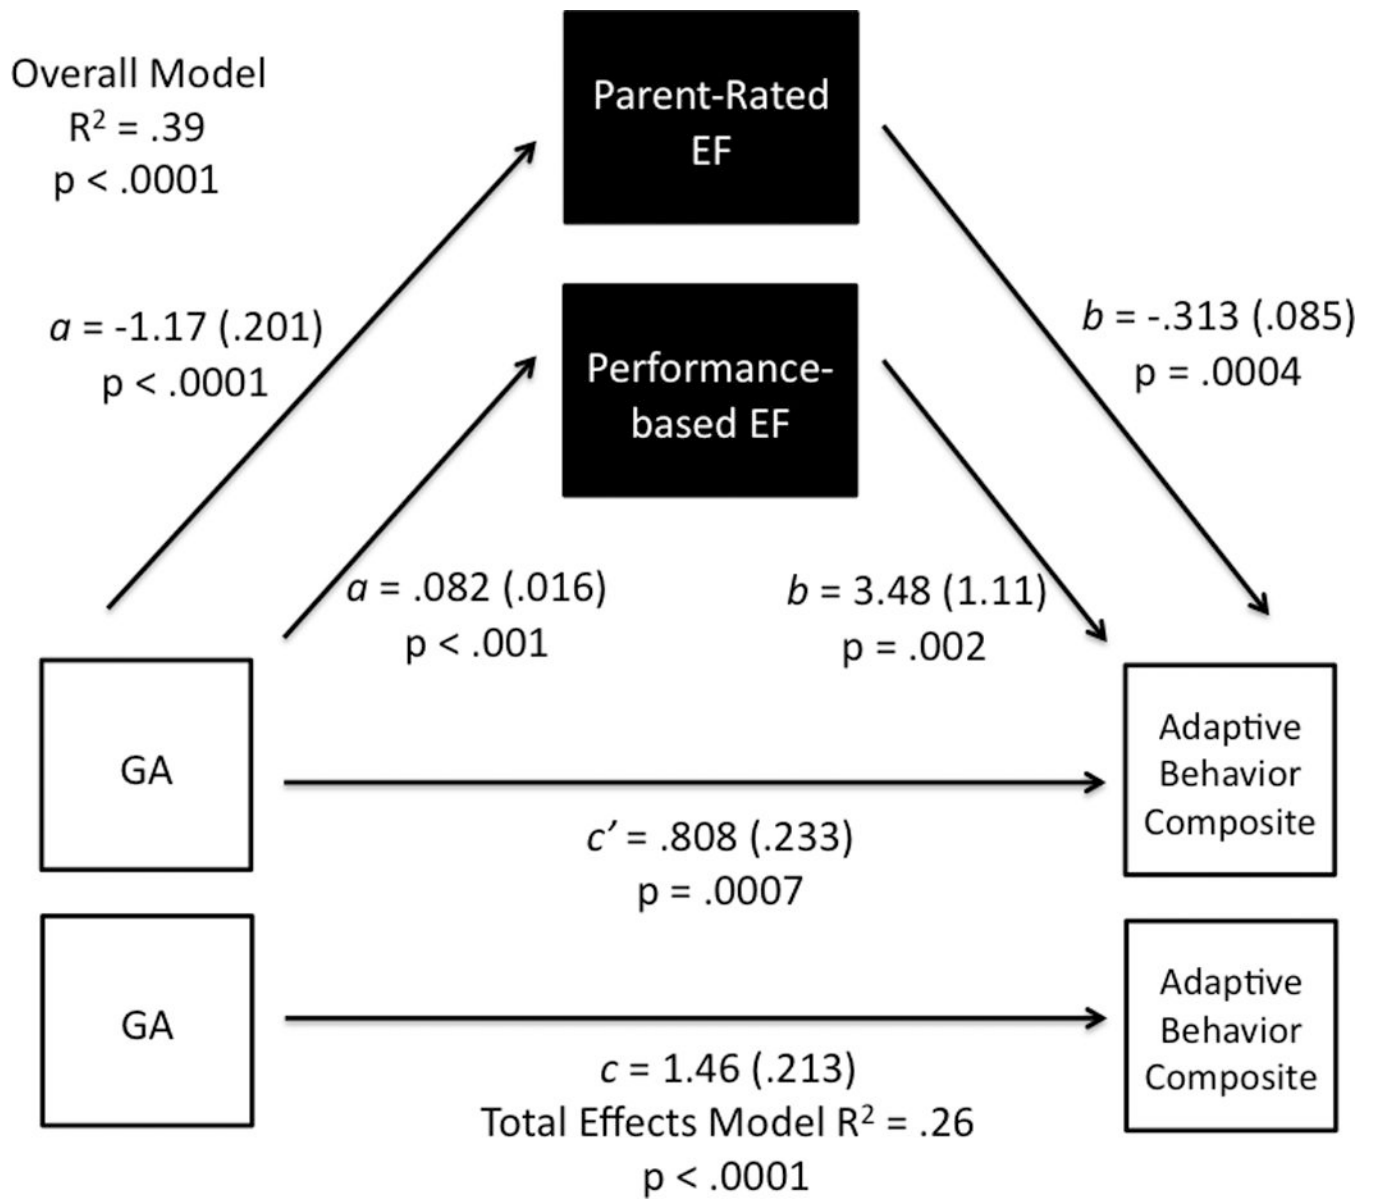 Overall Model
R² = .39
p < .0001
Parent-Rated
EF
a = -1.17 (.201)
p < .0001
b = -.313 (.085)
p = .0004
Performance-
based EF
a = .082 (.016)
p < .001
b = 3.48 (1.11)
p = .002
GA
Adaptive
Behavior
Composite
c′ = .808 (.233)
p = .0007
GA
Adaptive
Behavior
Composite
c = 1.46 (.213)
Total Effects Model R² = .26
p < .0001